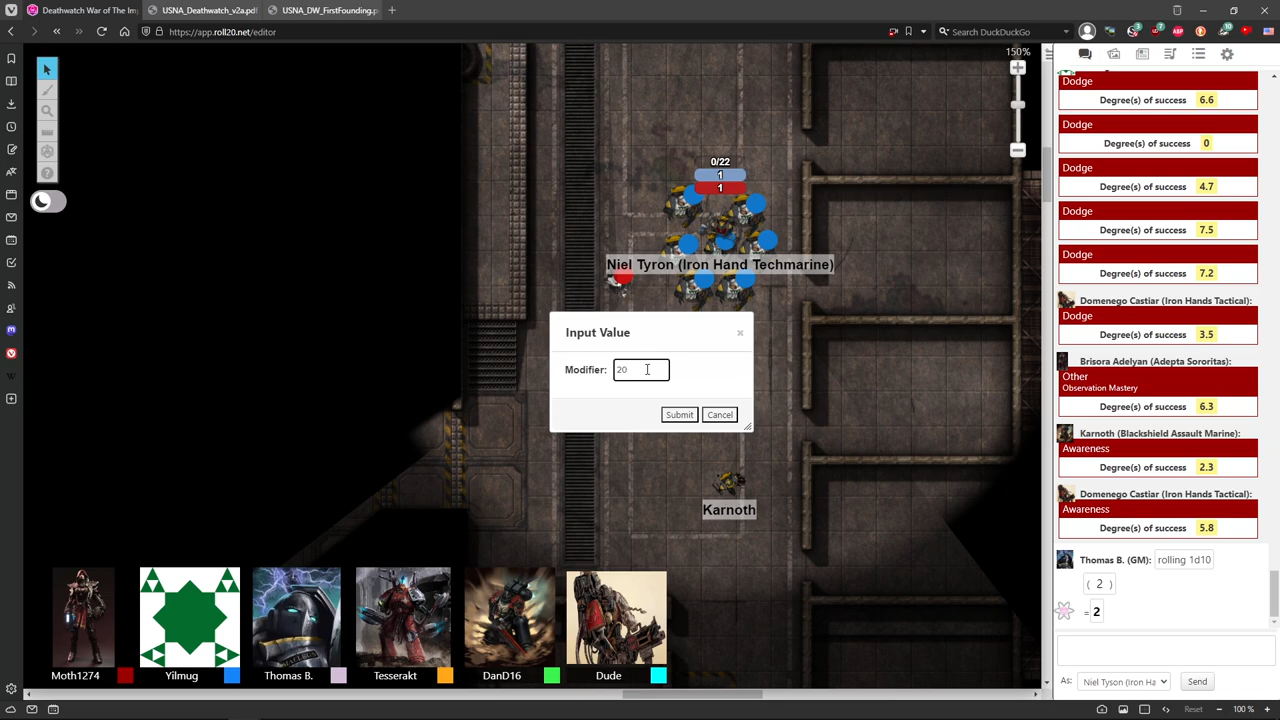 Deathwatch War of The Im
USNA_Deathwatch_v2a.pdf
USNA_DW_FirstFounding.p
https://app.roll20.net/editor
Search DuckDuckGo
150%
0/22
1
1
Niel Tyron (Iron Hand Techmarine)
Input Value
Modifier:
20
Submit
Cancel
Karnoth
Moth1274
Yilmug
Thomas B.
Tesserakt
DanD16
Dude
Dodge
Degree(s) of success 6.6
Dodge
Degree(s) of success 0
Dodge
Degree(s) of success 4.7
Dodge
Degree(s) of success 7.5
Dodge
Degree(s) of success 7.2
Domenego Castiar (Iron Hands Tactical):
Dodge
Degree(s) of success 3.5
Brisora Adelyan (Adepta Sororitas):
Other
Observation Mastery
Degree(s) of success 6.3
Karnoth (Blackshield Assault Marine):
Awareness
Degree(s) of success 2.3
Domenego Castiar (Iron Hands Tactical):
Awareness
Degree(s) of success 5.8
Thomas B. (GM): rolling 1d10
( 2 )
= 2
As: Niel Tyson (Iron Ha
Send
Reset
100 %